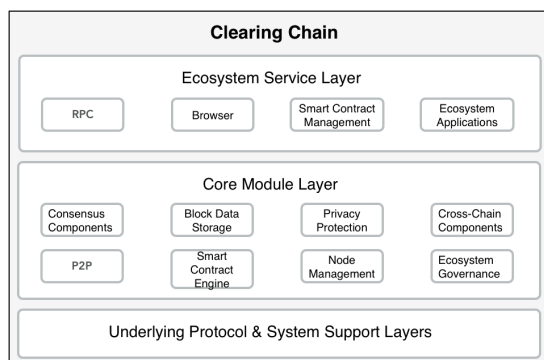 Clearing Chain
Ecosystem Service Layer
RPC
Browser
Smart Contract
Management
Ecosystem
Applications
Core Module Layer
Consensus
Components
Block Data
Storage
Privacy
Protection
Cross-Chain
Components
P2P
Smart
Contract
Engine
Node
Management
Ecosystem
Governance
Underlying Protocol & System Support Layers